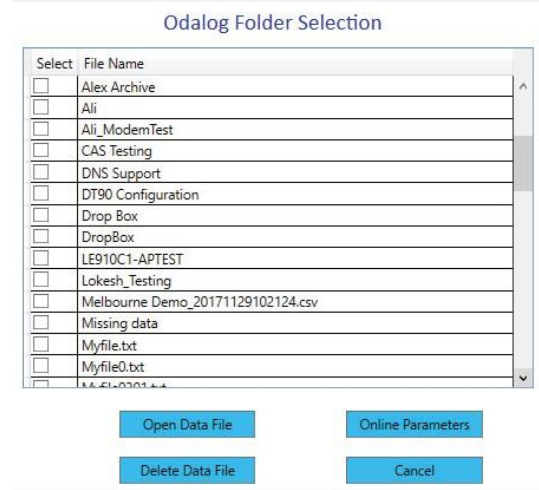 Odalog Folder Selection
Select File Name
Alex Archive
Ali
Ali_ModemTest
CAS Testing
DNS Support
DT90 Configuration
Drop Box
DropBox
LE910C1-APTEST
Lokesh_Testing
Melbourne Demo_20171129102124.csv
Missing data
Myfile.txt
Myfile0.txt
Open Data File Online Parameters
Delete Data File Cancel